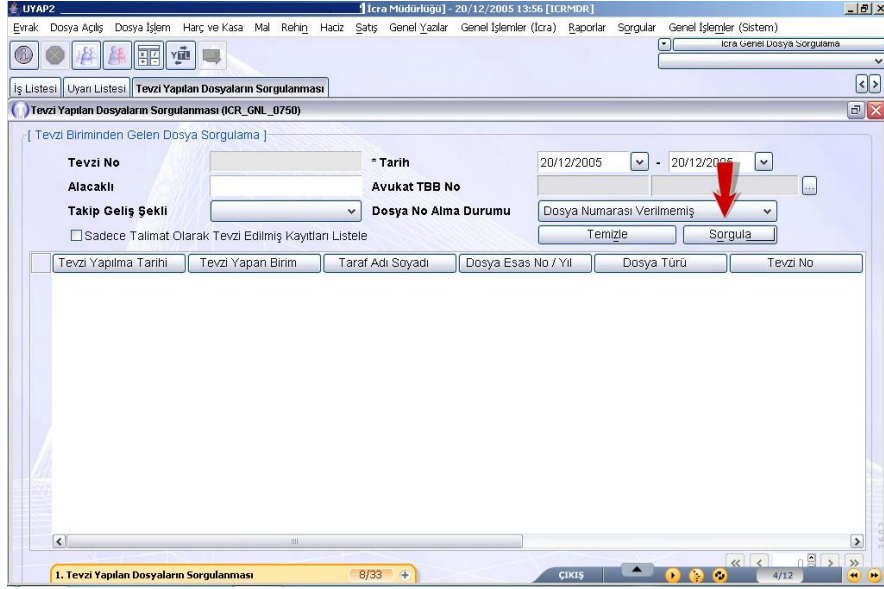 UYAP2 İcra Müdürlüğü] - 20/12/2005 13:56 [ICRMDR]
Evrak Dosya Açılış Dosya İşlem Harç ve Kasa Mal Rehin Haciz Satış Genel Yazılar Genel İşlemler (İcra) Raporlar Sorgular Genel İşlemler (Sistem)
İcra Genel Dosya Sorgulama
İş Listesi Uyarı Listesi Tevzi Yapılan Dosyaların Sorgulanması
Tevzi Yapılan Dosyaların Sorgulanması (ICR_GNL_0750)
[ Tevzi Biriminden Gelen Dosya Sorgulama ]
Tevzi No * Tarih 20/12/2005 - 20/12/2005
Alacaklı Avukat TBB No ...
Takip Geliş Şekli Dosya No Alma Durumu Dosya Numarası Verilmemiş
Sadece Talimat Olarak Tevzi Edilmiş Kayıtları Listele Temizle Sorgula
Tevzi Yapılma Tarihi Tevzi Yapan Birim Taraf Adı Soyadı Dosya Esas No / Yıl Dosya Türü Tevzi No
1. Tevzi Yapılan Dosyaların Sorgulanması 8/33 + ÇIKIŞ 4/12